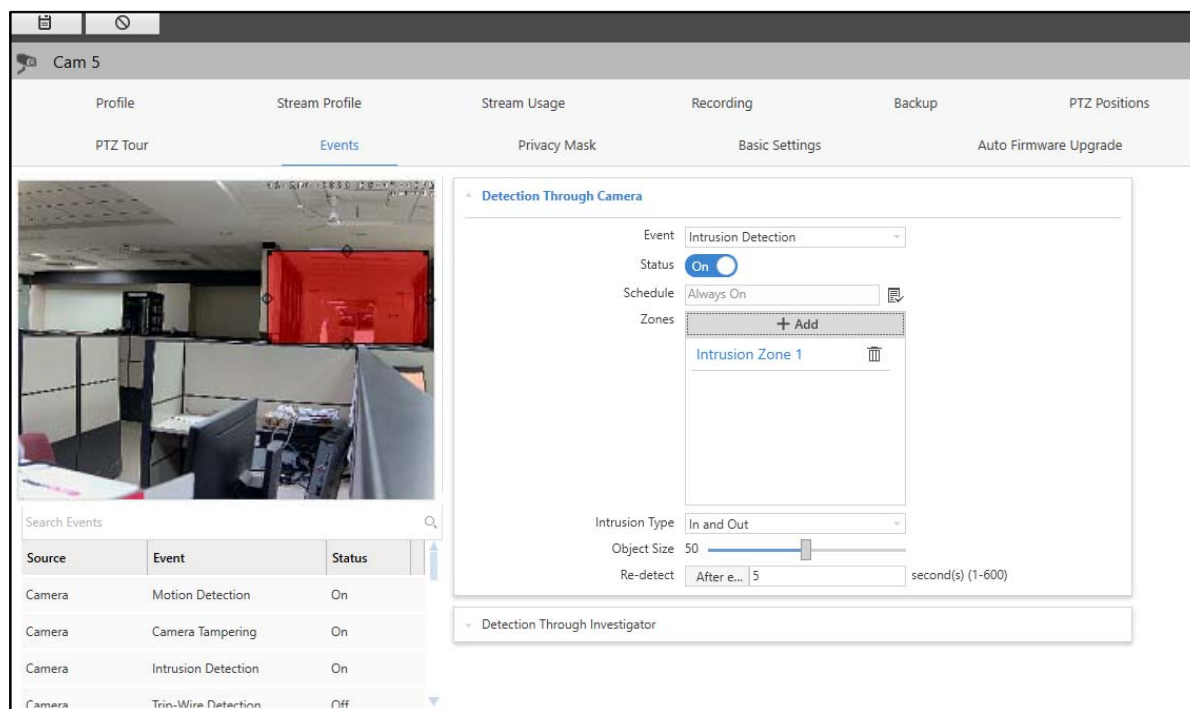 Cam 5
Profile Stream Profile Stream Usage Recording Backup PTZ Positions
PTZ Tour Events Privacy Mask Basic Settings Auto Firmware Upgrade
Detection Through Camera
Event Intrusion Detection
Status On
Schedule Always On
Zones + Add
Intrusion Zone 1
Search Events
Source Event Status
Camera Motion Detection On
Camera Camera Tampering On
Camera Intrusion Detection On
Camera Trip-Wire Detection Off
Intrusion Type In and Out
Object Size 50
Re-detect After e... 5 second(s) (1-600)
Detection Through Investigator